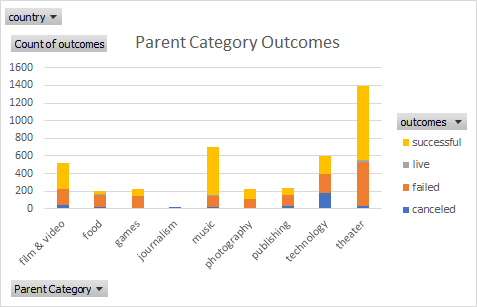 country
Count of outcomes
Parent Category Outcomes
1600
1400
1200
1000
800
600
400
200
0
film & video
food
games
journalism
music
photography
publishing
technology
theater
outcomes
successful
live
failed
canceled
Parent Category